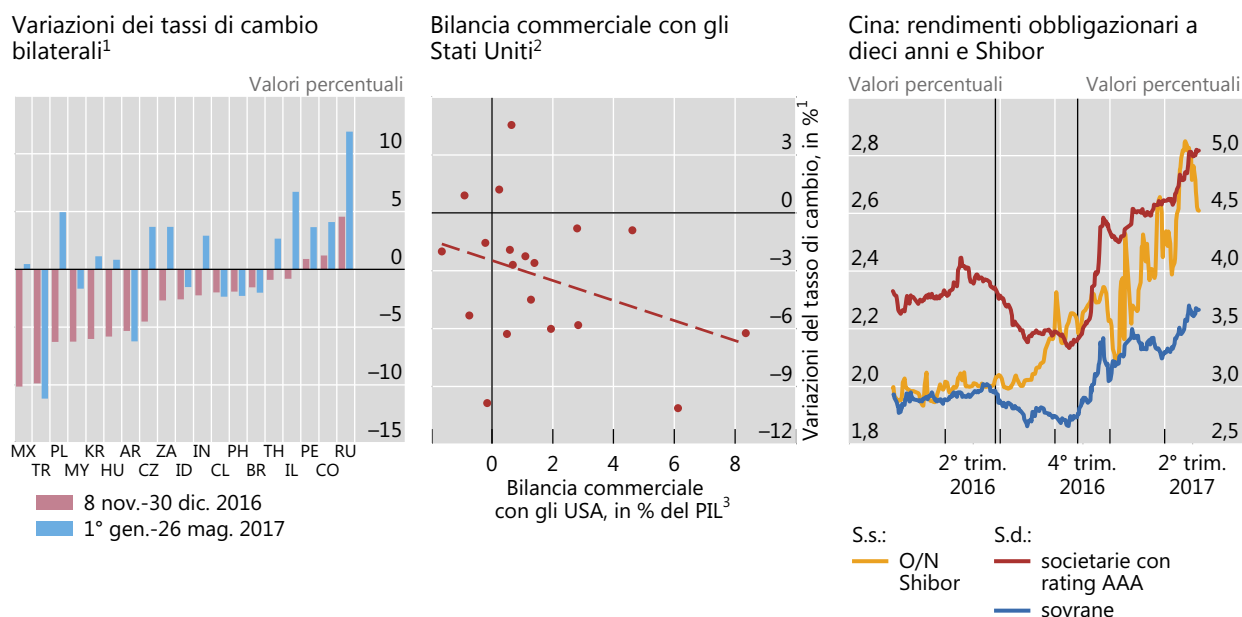 Variazioni dei tassi di cambio
bilaterali1
Valori percentuali
10
5
0
–5
–10
–15
MX PL KR AR ZA IN PH TH PE RU
TR MY HU CZ ID CL BR IL CO
8 nov.-30 dic. 2016
1° gen.-26 mag. 2017
Bilancia commerciale con gli
Stati Uniti2
3
0
–3
–6
–9
–12
Variazioni del tasso di cambio, in %1
0 2 4 6 8
Bilancia commerciale
con gli USA, in % del PIL3
Cina: rendimenti obbligazionari a
dieci anni e Shibor
Valori percentuali Valori percentuali
2,8 5,0
2,6 4,5
2,4 4,0
2,2 3,5
2,0 3,0
1,8 2,5
2° trim. 4° trim. 2° trim.
2016 2016 2017
S.s.: S.d.:
O/N societarie con
Shibor rating AAA
sovrane